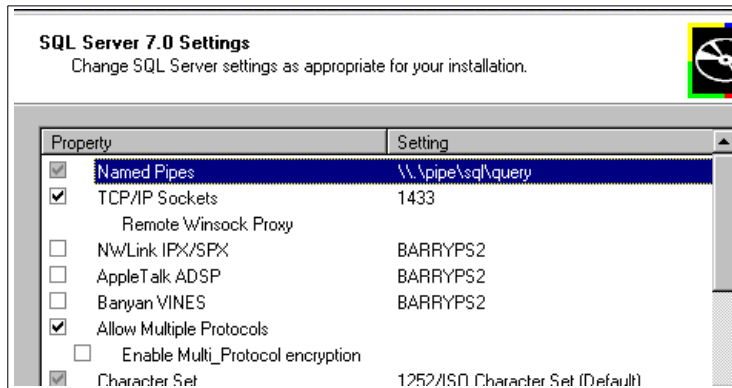 SQL Server 7.0 Settings
Change SQL Server settings as appropriate for your installation.
Property Setting
Named Pipes \\.\pipe\sql\query
TCP/IP Sockets 1433
Remote Winsock Proxy
NWLink IPX/SPX BARRYPS2
AppleTalk ADSP BARRYPS2
Banyan VINES BARRYPS2
Allow Multiple Protocols
Enable Multi_Protocol encryption
Character Set 1252/ISO Character Set (Default)